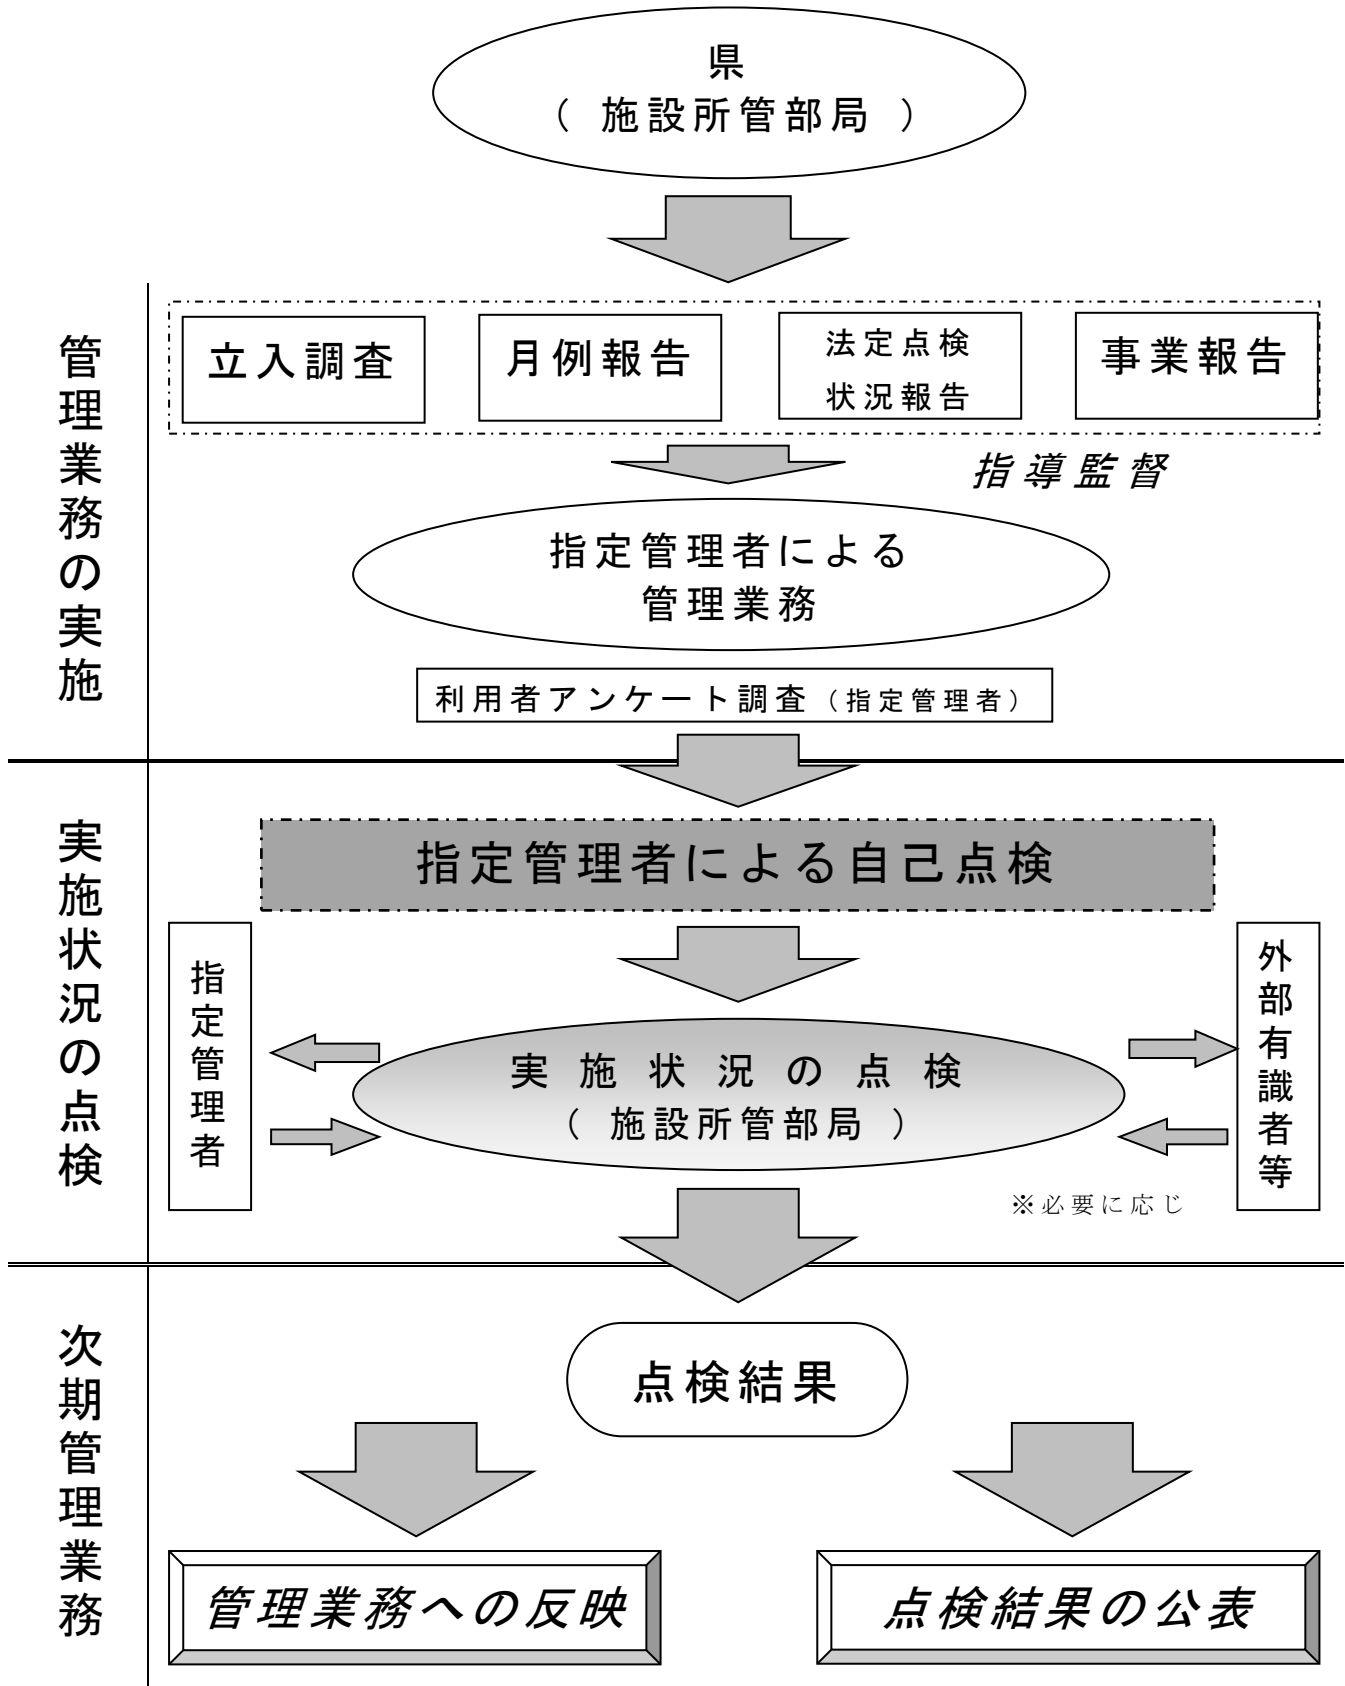 県
（施設所管部局）
管理業務の実施
立入調査
月例報告
法定点検
状況報告
事業報告
指導監督
指定管理者による
管理業務
利用者アンケート調査（指定管理者）
実施状況の点検
指定管理者による自己点検
指定管理者
実施状況の点検
（施設所管部局）
外部有識者等
※必要に応じ
次期管理業務
点検結果
管理業務への反映
点検結果の公表